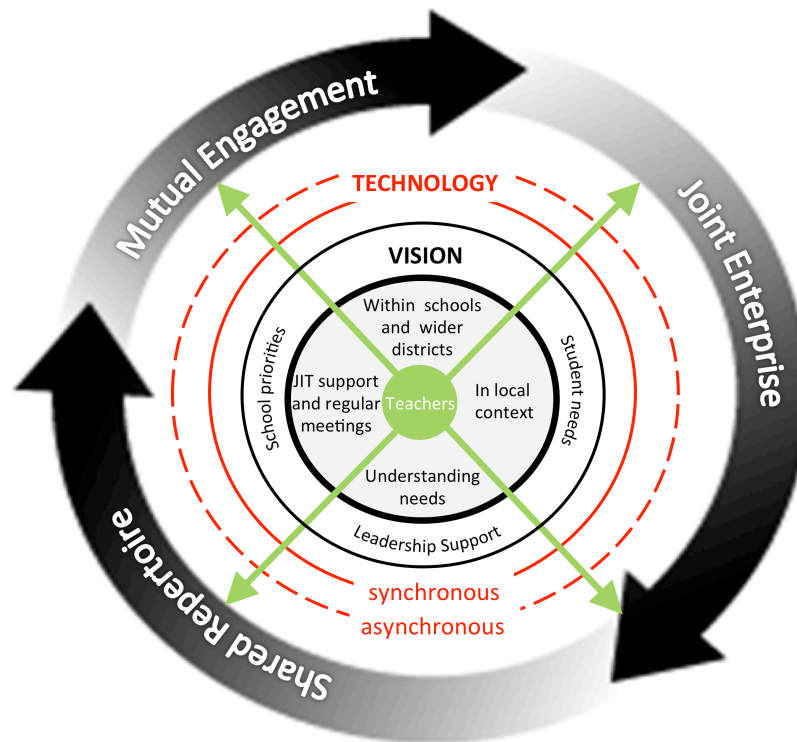 Mutual Engagement
Joint Enterprise
Shared Repertoire
TECHNOLOGY
VISION
School priorities
Student needs
Leadership Support
Within schools
and wider
districts
JIT support
and regular
meetings
Teachers
In local
context
Understanding
needs
synchronous
asynchronous